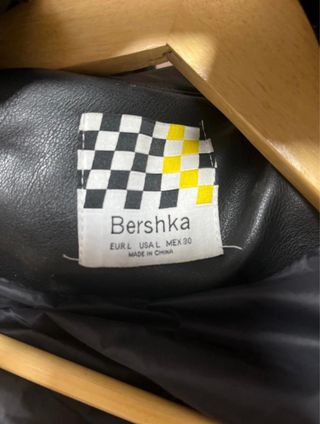 Bershka
EUR L USA L MEX 30
MADE IN CHINA